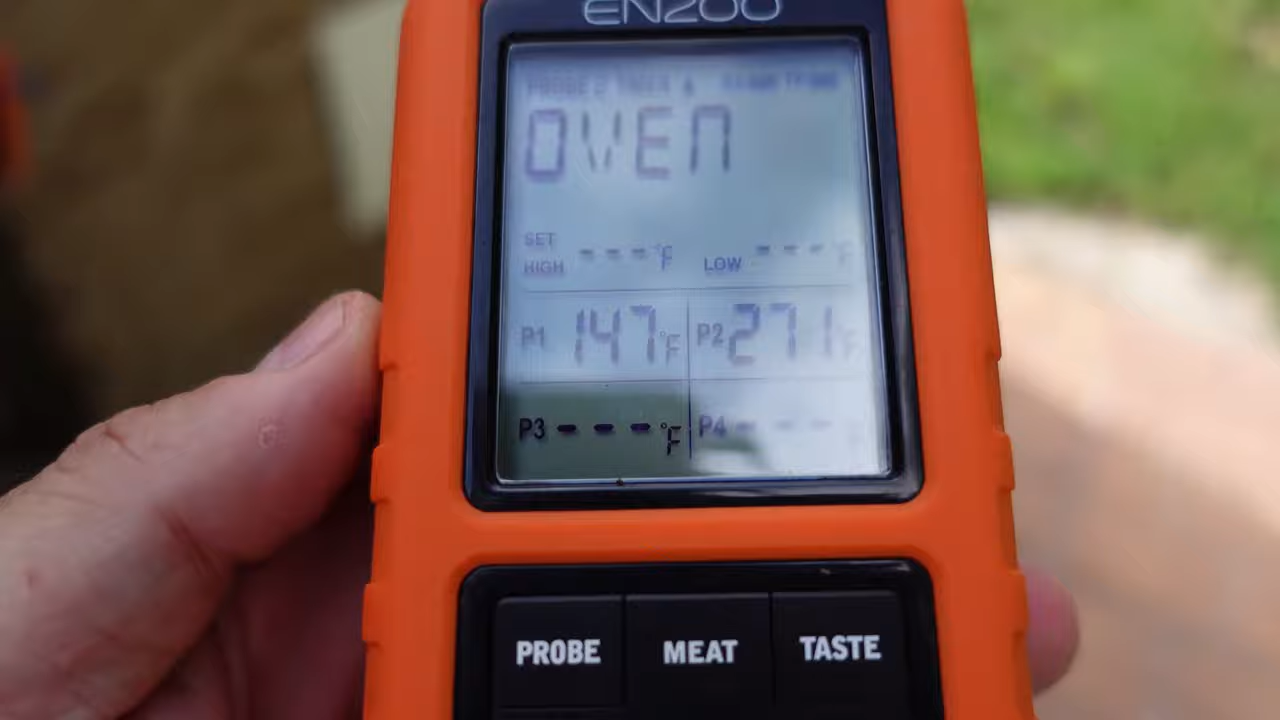 EN200
OVEN
SET
HIGH ---°F LOW ---°F
P1 147°F P2 271°F
P3 ---°F P4 ---
PROBE MEAT TASTE